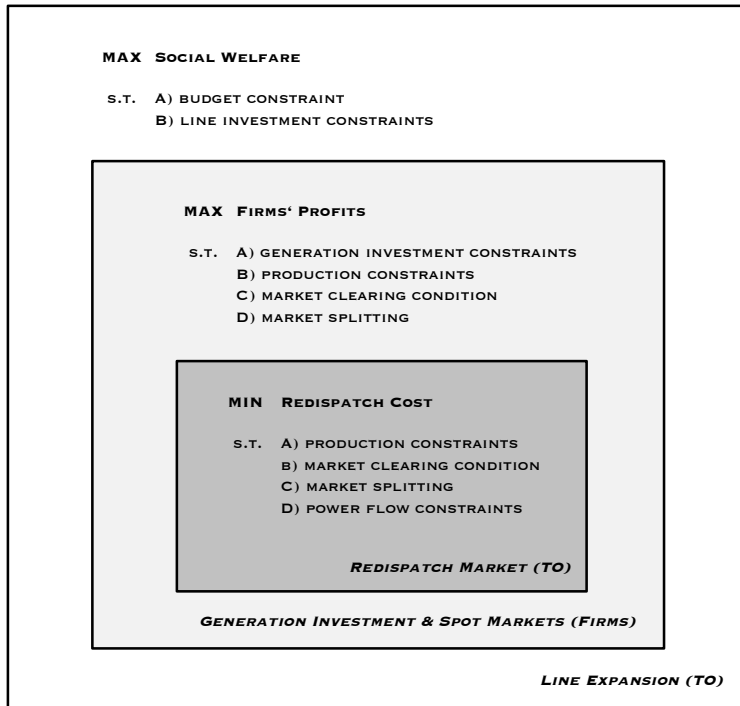 MAX SOCIAL WELFARE
S.T. A) BUDGET CONSTRAINT
B) LINE INVESTMENT CONSTRAINTS
MAX FIRMS‘ PROFITS
S.T. A) GENERATION INVESTMENT CONSTRAINTS
B) PRODUCTION CONSTRAINTS
C) MARKET CLEARING CONDITION
D) MARKET SPLITTING
MIN REDISPATCH COST
S.T. A) PRODUCTION CONSTRAINTS
B) MARKET CLEARING CONDITION
C) MARKET SPLITTING
D) POWER FLOW CONSTRAINTS
REDISPATCH MARKET (TO)
GENERATION INVESTMENT & SPOT MARKETS (FIRMS)
LINE EXPANSION (TO)